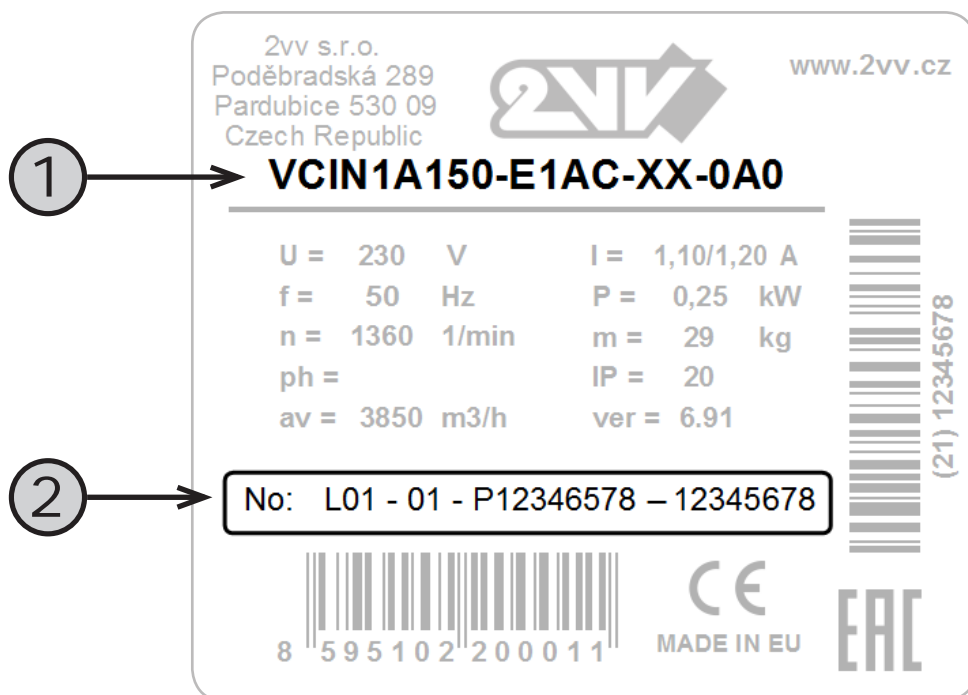 2vv s.r.o.
Poděbradská 289
Pardubice 530 09
Czech Republic
2VV
www.2vv.cz
1
VCIN1A150-E1AC-XX-0A0
U = 230 V I = 1,10/1,20 A
f = 50 Hz P = 0,25 kW
n = 1360 1/min m = 29 kg
ph = IP = 20
av = 3850 m3/h ver = 6.91
(21) 12345678
2
No: L01 - 01 - P12346578 – 12345678
8 595102 200011
CE
MADE IN EU
EAC